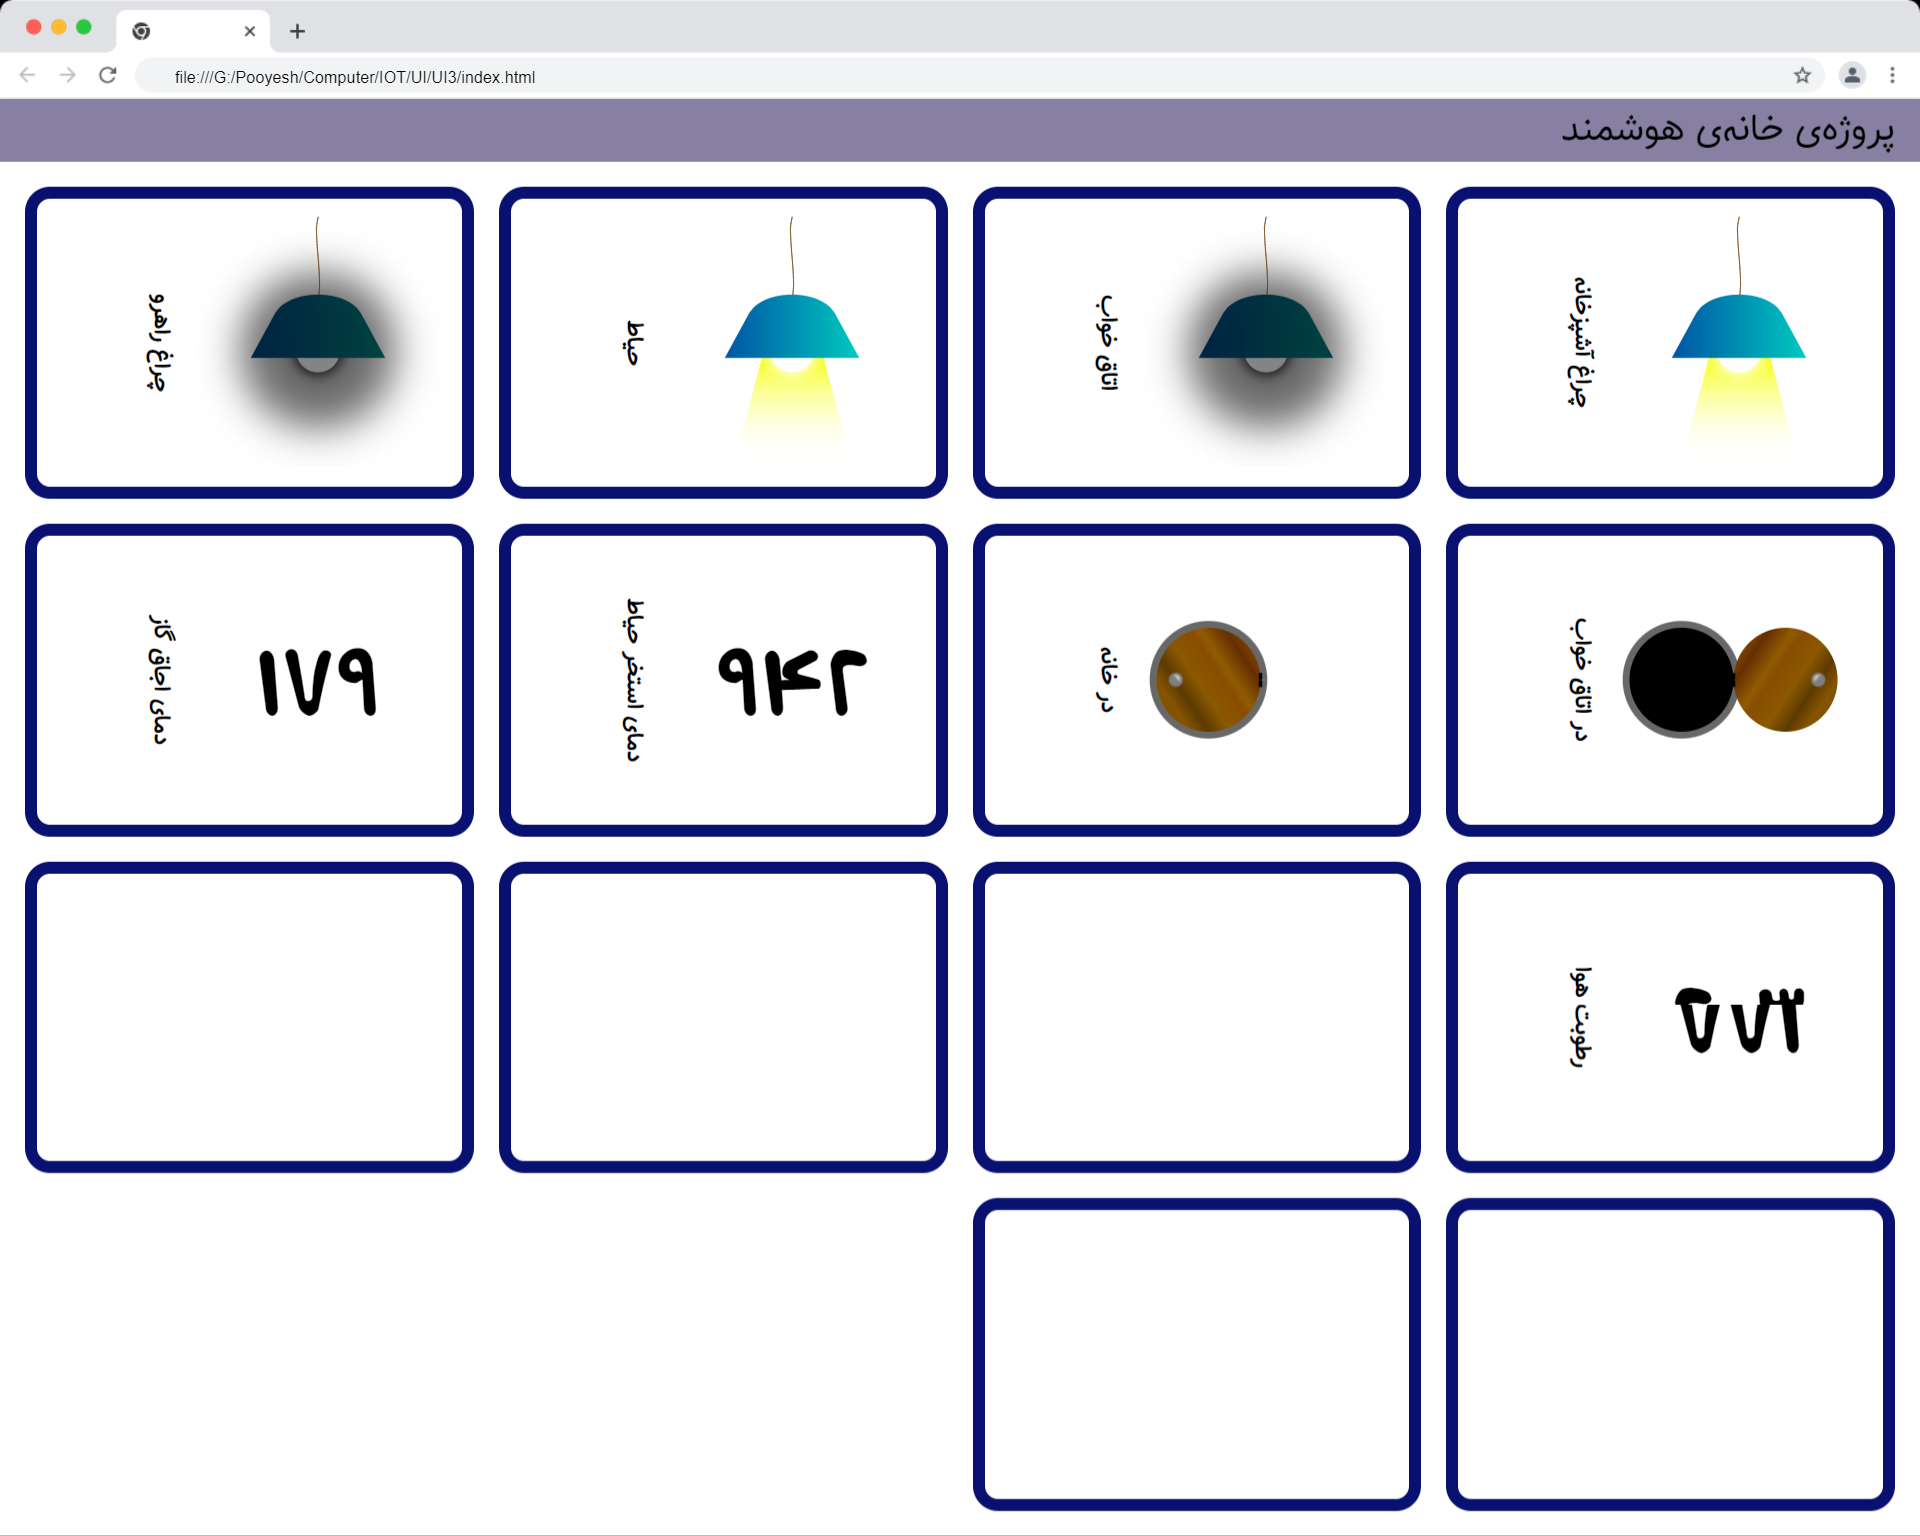 file:///G:/Pooyesh/Computer/IOT/UI/UI3/index.html
پروژه‌ی خانه‌ی هوشمند
چراغ آشپزخانه
اتاق خواب
حیاط
چراغ راهرو
در اتاق خواب
در خانه
۹۴۲
دمای استخر حیاط
۱۷۹
دمای اجاق گاز
رطوبت هوا